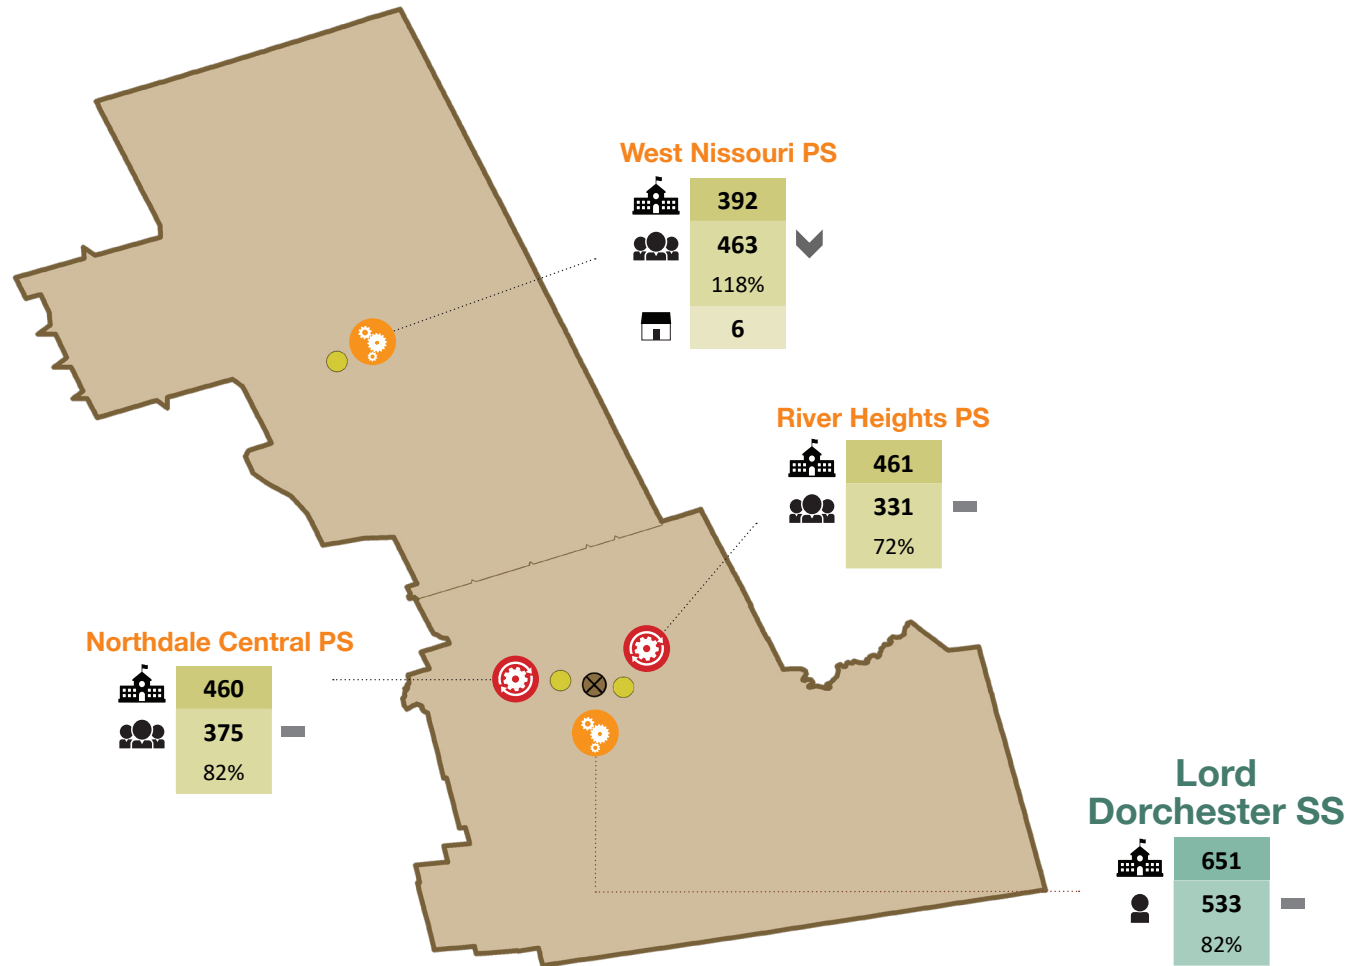 West Nissouri PS
392
463
118%
6
River Heights PS
461
331
72%
Northdale Central PS
460
375
82%
Lord
Dorchester SS
651
533
82%